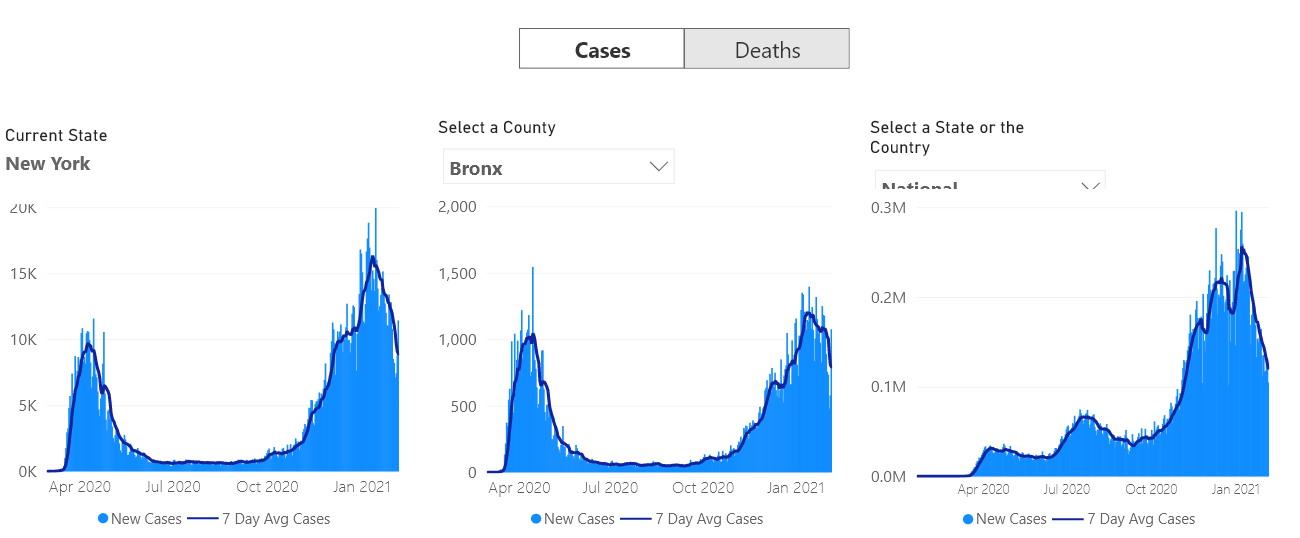 Cases Deaths
Current State
New York
Select a County
Bronx
Select a State or the
Country
National
20K
15K
10K
5K
0K
Apr 2020 Jul 2020 Oct 2020 Jan 2021
New Cases 7 Day Avg Cases
2,000
1,500
1,000
500
0
Apr 2020 Jul 2020 Oct 2020 Jan 2021
New Cases 7 Day Avg Cases
0.3M
0.2M
0.1M
0.0M
Apr 2020 Jul 2020 Oct 2020 Jan 2021
New Cases 7 Day Avg Cases